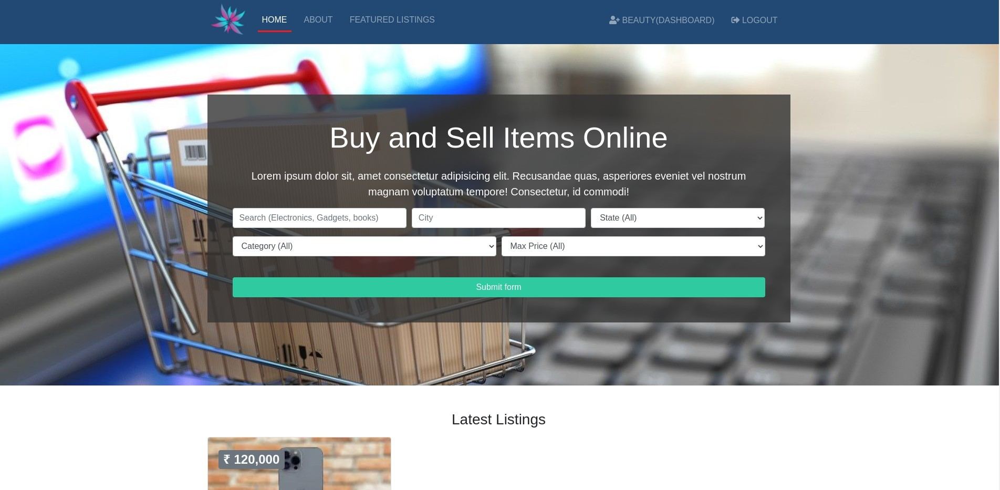 HOME
ABOUT
FEATURED LISTINGS
BEAUTY(DASHBOARD)
LOGOUT
Buy and Sell Items Online
Lorem ipsum dolor sit, amet consectetur adipisicing elit. Recusandae quas, asperiores eveniet vel nostrum
magnam voluptatum tempore! Consectetur, id commodi!
Search (Electronics, Gadgets, books)
City
State (All)
Category (All)
Max Price (All)
Submit form
Latest Listings
₹ 120,000